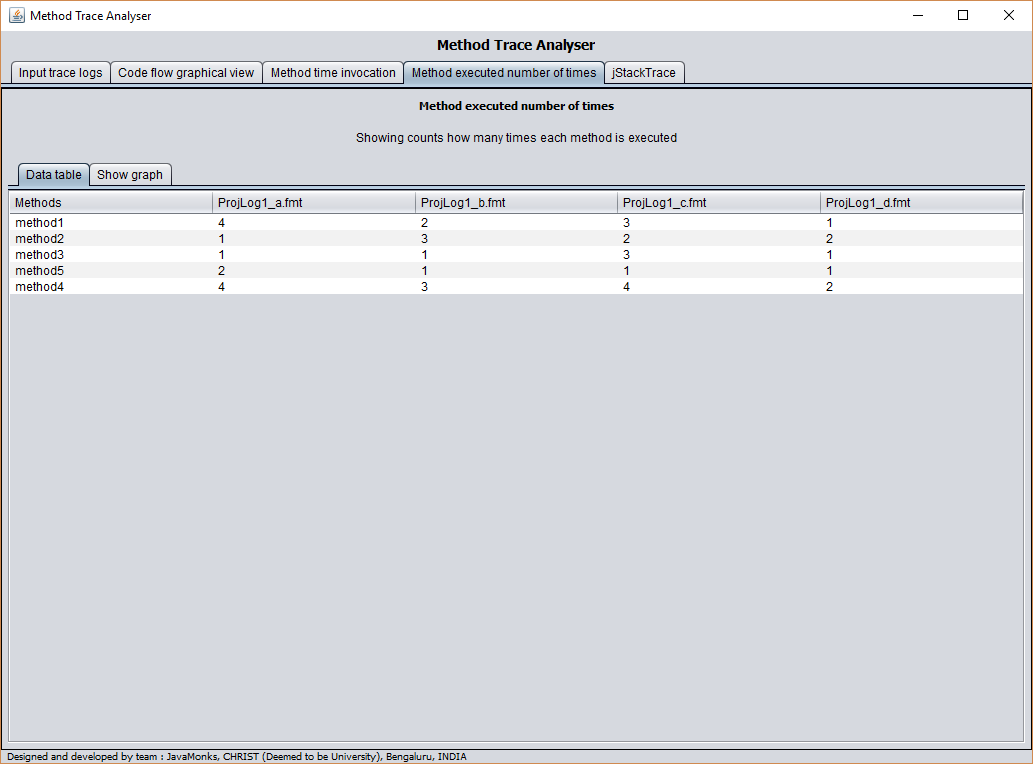 Method Trace Analyser
Method Trace Analyser
Input trace logs Code flow graphical view Method time invocation Method executed number of times jStackTrace
Method executed number of times
Showing counts how many times each method is executed
Data table Show graph
Methods ProjLog1_a.fmt ProjLog1_b.fmt ProjLog1_c.fmt ProjLog1_d.fmt
method1 4 2 3 1
method2 1 3 2 2
method3 1 1 3 1
method5 2 1 1 1
method4 4 3 4 2
Designed and developed by team : JavaMonks, CHRIST (Deemed to be University), Bengaluru, INDIA